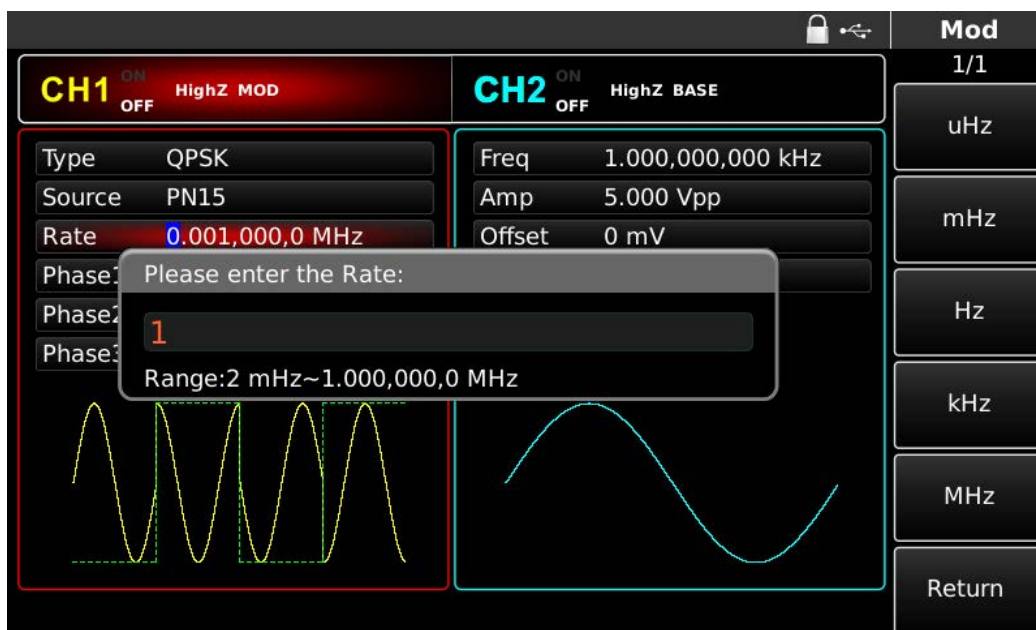 Mod
1/1
CH1 ON OFF HighZ MOD
CH2 ON OFF HighZ BASE
Type QPSK
Source PN15
Rate 0.001,000,0 MHz
Phase1
Phase2
Phase3
Freq 1.000,000,000 kHz
Amp 5.000 Vpp
Offset 0 mV
Please enter the Rate:
1
Range:2 mHz~1.000,000,0 MHz
uHz
mHz
Hz
kHz
MHz
Return